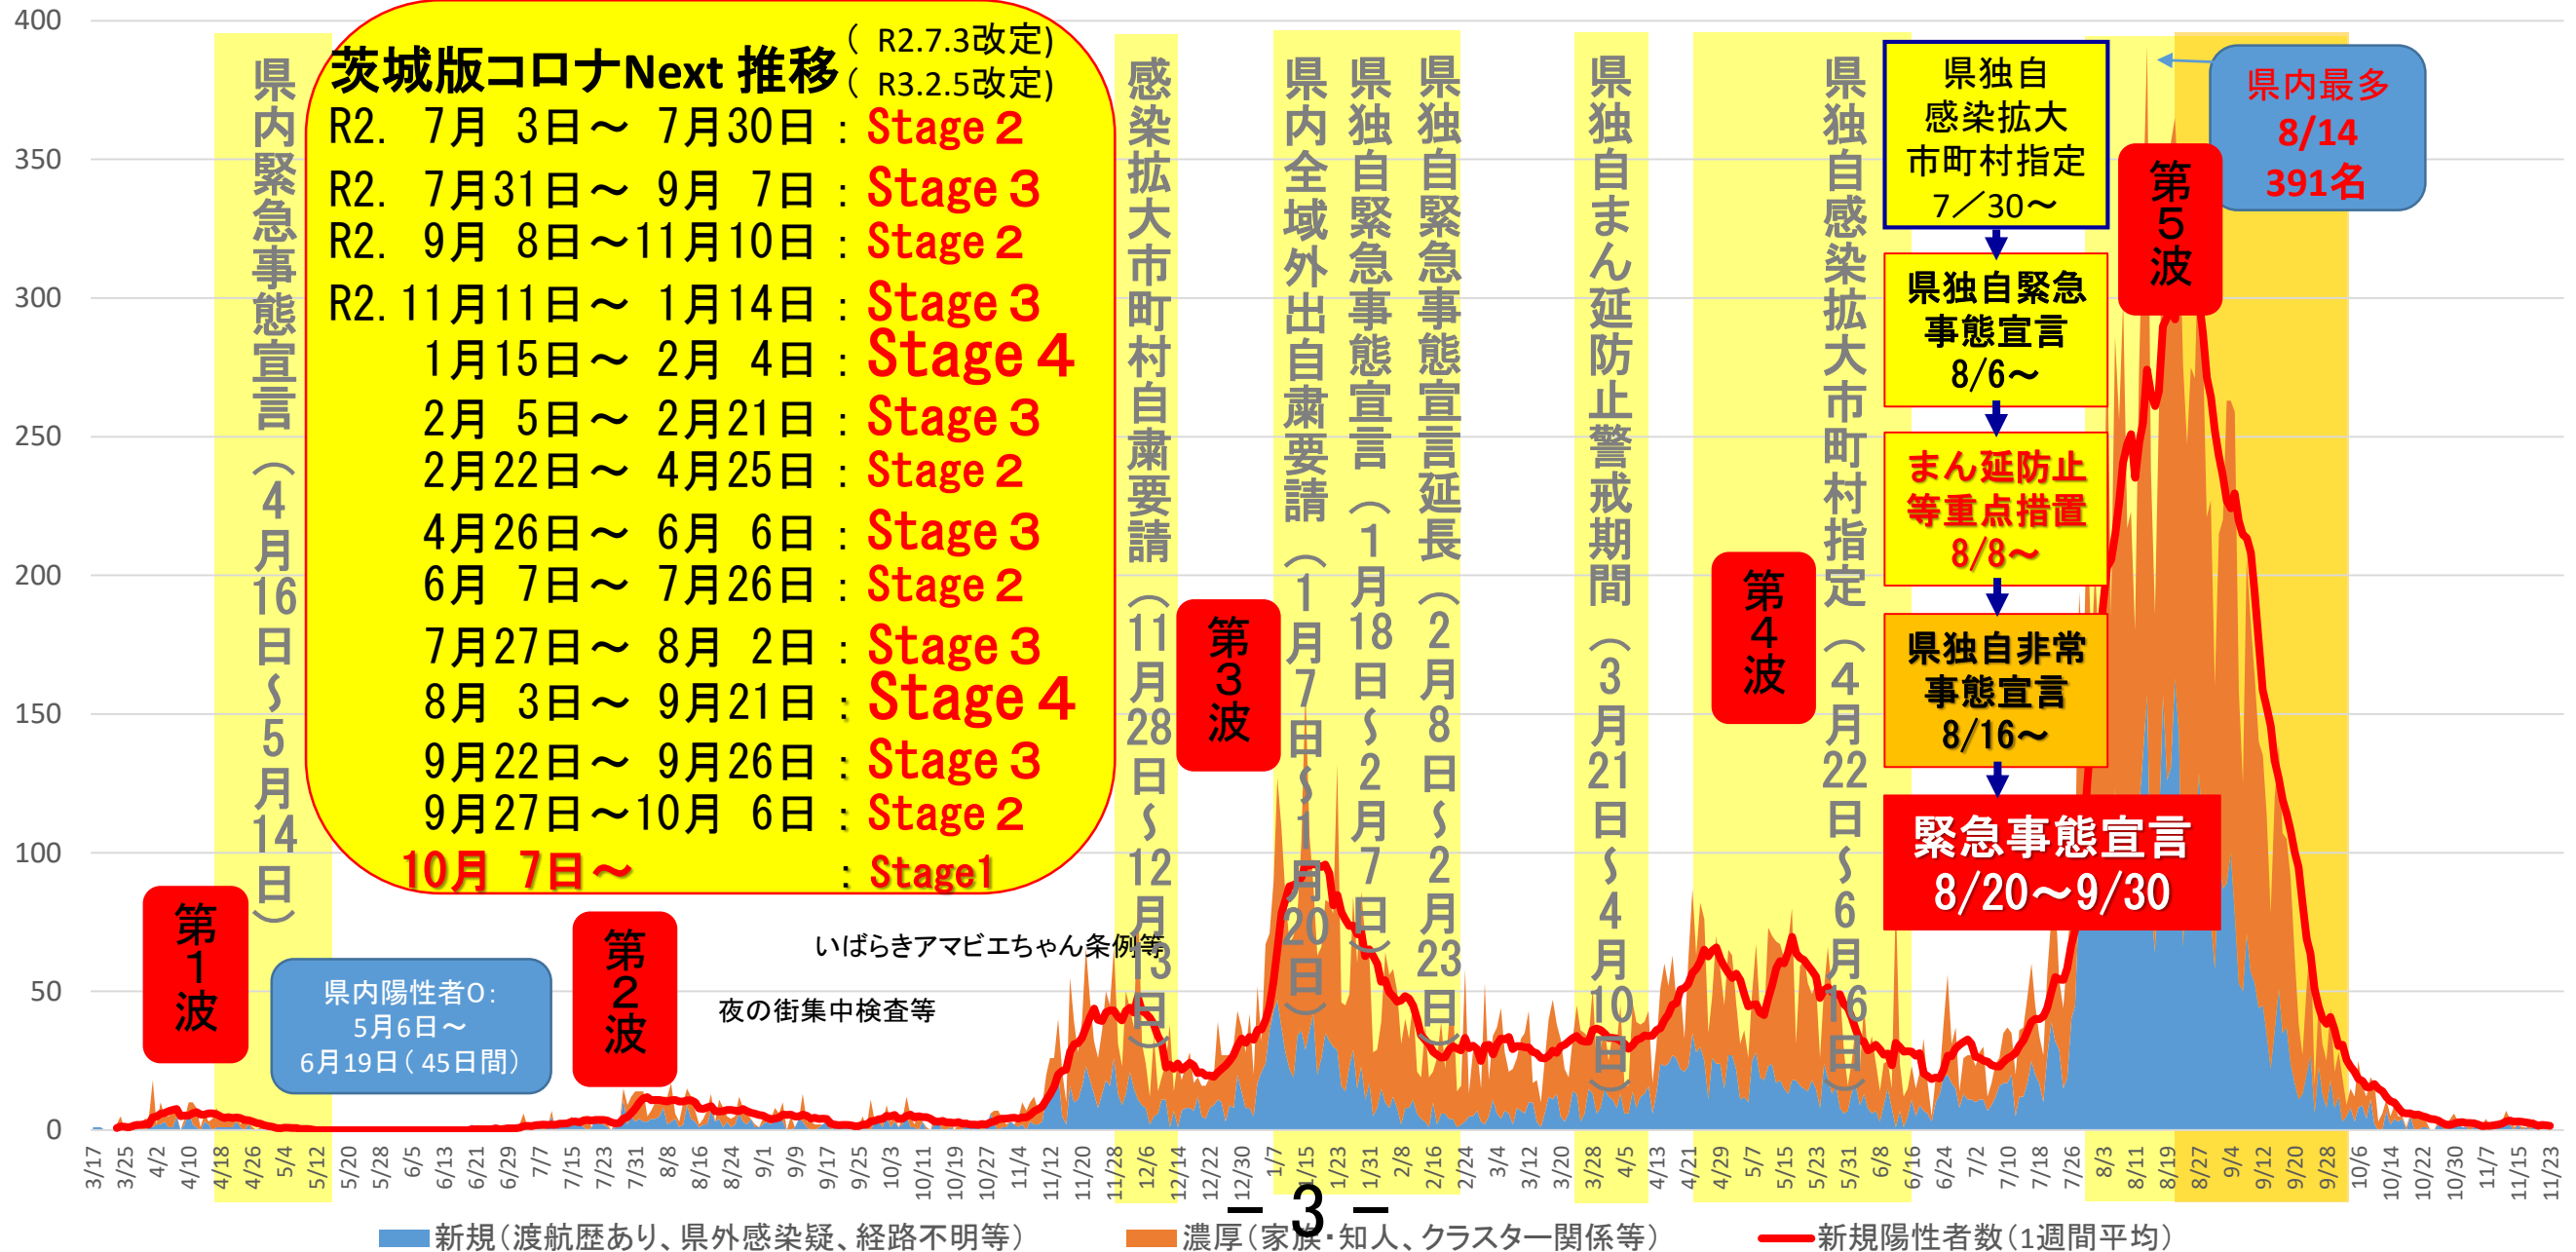 400
350
300
250
200
150
100
50
0
県内緊急事態宣言（4月16日～5月14日）
茨城版コロナNext 推移
（ R2.7.3改定)
（ R3.2.5改定)
R2. 7月 3日～ 7月30日 : Stage２
R2. 7月31日～ 9月 7日 : Stage３
R2. 9月 8日～11月10日 : Stage２
R2. 11月11日～ 1月14日 : Stage３
1月15日～ 2月 4日 : Stage４
2月 5日～ 2月21日 : Stage３
2月22日～ 4月25日 : Stage２
4月26日～ 6月 6日 : Stage３
6月 7日～ 7月26日 : Stage２
7月27日～ 8月 2日 : Stage３
8月 3日～ 9月21日 : Stage４
9月22日～ 9月26日 : Stage３
9月27日～10月 6日 : Stage２
10月 7日～ : Stage1
感染拡大市町村自粛要請（11月28日～12月13日）
県内全域外出自粛要請（1月7日～1月20日）
県独自緊急事態宣言（1月18日～2月7日）
県独自緊急事態宣言延長（2月8日～2月23日）
県独自まん延防止警戒期間（3月21日～4月10日）
県独自感染拡大市町村指定（4月22日～6月16日）
県独自
感染拡大
市町村指定
7／30～
県独自緊急
事態宣言
8/6～
まん延防止
等重点措置
8/8～
県独自非常
事態宣言
8/16～
緊急事態宣言
8/20～9/30
県内最多
8/14
391名
第1波
第2波
第3波
第4波
第5波
県内陽性者0:
5月6日～
6月19日（45日間）
いばらきアマビエちゃん条例等
夜の街集中検査等
3/17 3/25 4/2 4/10 4/18 4/26 5/4 5/12 5/20 5/28 6/5 6/13 6/21 6/29 7/7 7/15 7/23 7/31 8/8 8/16 8/24 9/1 9/9 9/17 9/25 10/3 10/11 10/19 10/27 11/4 11/12 11/20 11/28 12/6 12/14 12/22 12/30 1/7 1/15 1/23 1/31 2/8 2/16 2/24 3/4 3/12 3/20 3/28 4/5 4/13 4/21 4/29 5/7 5/15 5/23 5/31 6/8 6/16 6/24 7/2 7/10 7/18 7/26 8/3 8/11 8/19 8/27 9/4 9/12 9/20 9/28 10/6 10/14 10/22 10/30 11/7 11/15 11/23
－ 3 －
新規（渡航歴あり、県外感染疑、経路不明等）
濃厚（家族・知人、クラスター関係等）
新規陽性者数（1週間平均）